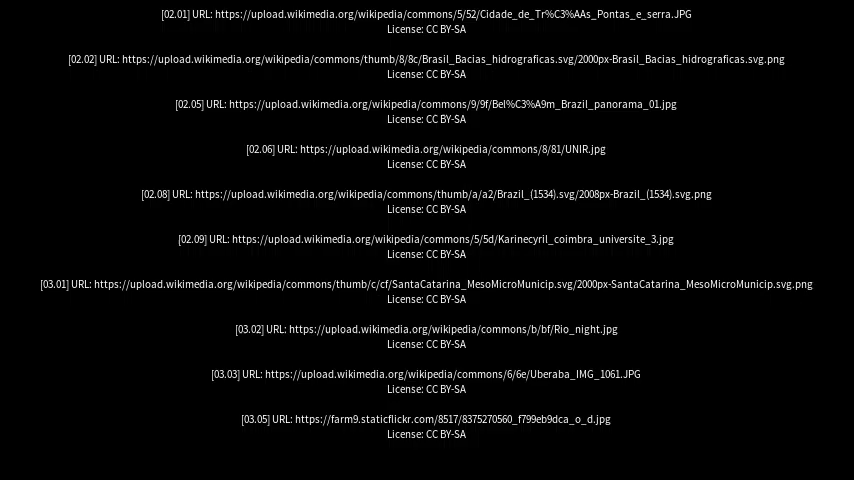 [02.01] URL: https://upload.wikimedia.org/wikipedia/commons/5/52/Cidade_de_Tr%C3%AAs_Pontas_e_serra.JPG
License: CC BY-SA
[02.02] URL: https://upload.wikimedia.org/wikipedia/commons/thumb/8/8c/Brasil_Bacias_hidrograficas.svg/2000px-Brasil_Bacias_hidrograficas.svg.png
License: CC BY-SA
[02.05] URL: https://upload.wikimedia.org/wikipedia/commons/9/9f/Bel%C3%A9m_Brazil_panorama_01.jpg
License: CC BY-SA
[02.06] URL: https://upload.wikimedia.org/wikipedia/commons/8/81/UNIR.jpg
License: CC BY-SA
[02.08] URL: https://upload.wikimedia.org/wikipedia/commons/thumb/a/a2/Brazil_(1534).svg/2008px-Brazil_(1534).svg.png
License: CC BY-SA
[02.09] URL: https://upload.wikimedia.org/wikipedia/commons/5/5d/Karinecyril_coimbra_universite_3.jpg
License: CC BY-SA
[03.01] URL: https://upload.wikimedia.org/wikipedia/commons/thumb/c/cf/SantaCatarina_MesoMicroMunicip.svg/2000px-SantaCatarina_MesoMicroMunicip.svg.png
License: CC BY-SA
[03.02] URL: https://upload.wikimedia.org/wikipedia/commons/b/bf/Rio_night.jpg
License: CC BY-SA
[03.03] URL: https://upload.wikimedia.org/wikipedia/commons/6/6e/Uberaba_IMG_1061.JPG
License: CC BY-SA
[03.05] URL: https://farm9.staticflickr.com/8517/8375270560_f799eb9dca_o_d.jpg
License: CC BY-SA